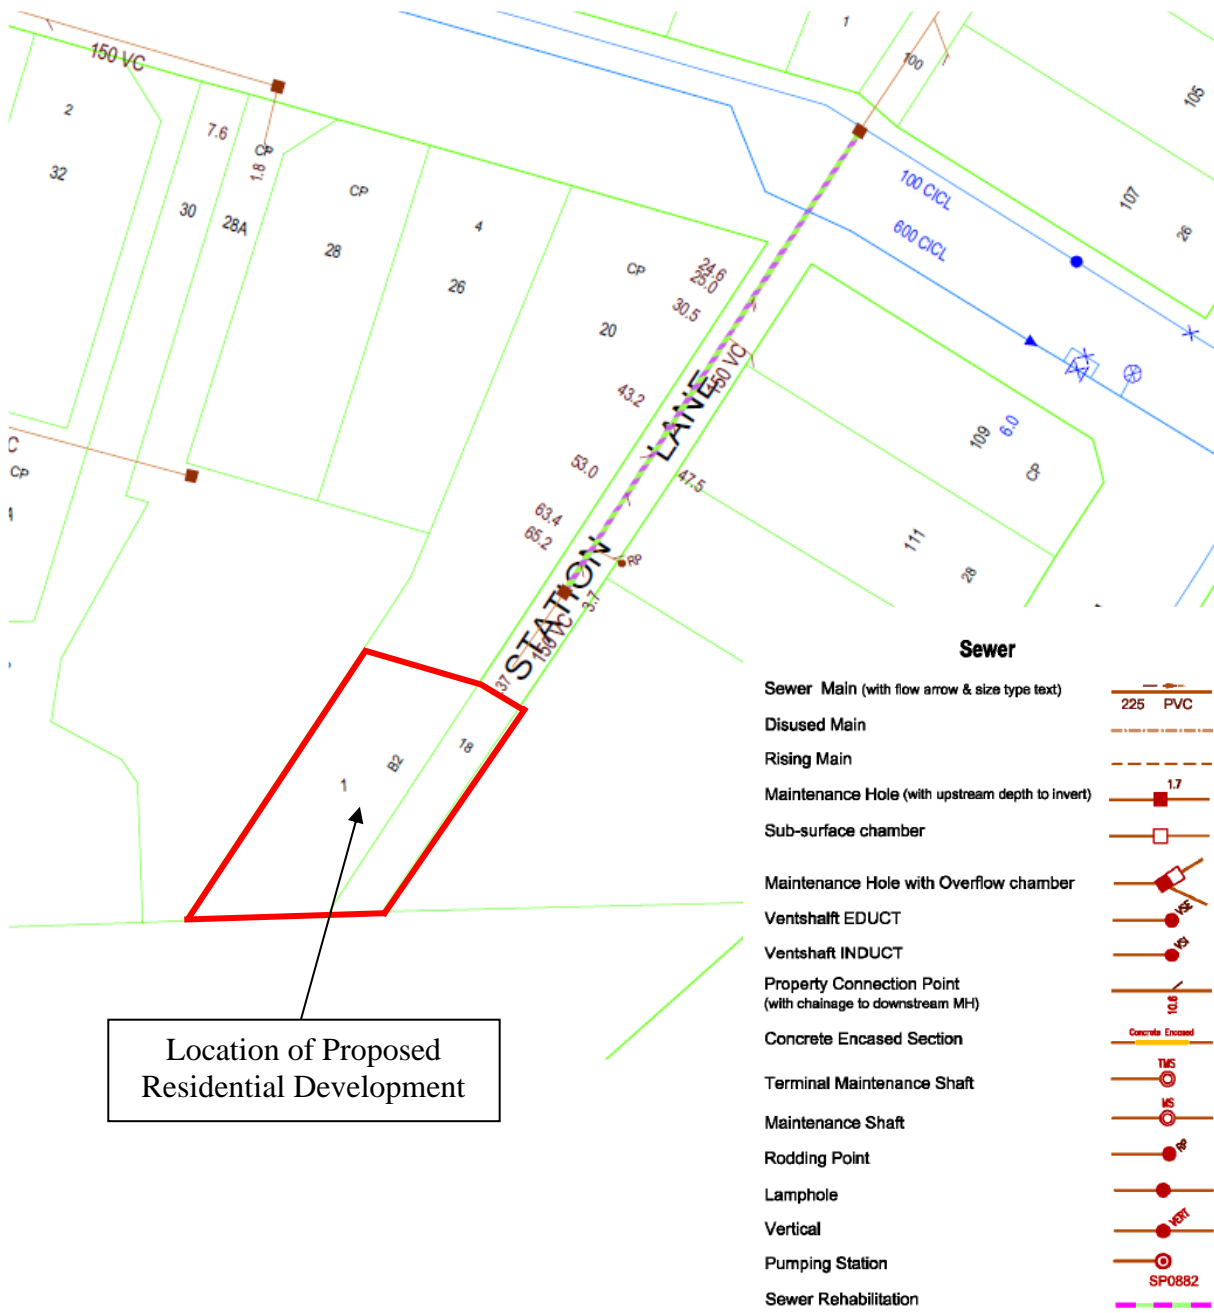 150 VC
2
32
7.6
CP
1.8
30
28A
CP
28
4
26
CP
20
24.6
25.0
30.5
43.2
53.0
63.4
65.2
47.5
1
100
105
107
26
100 CICL
600 CICL
109
6.0
CP
111
28
150 VC
STATION LANE
RP
3.7
150 VC
37
C
CP
18
B2
1
Location of Proposed
Residential Development
Sewer
Sewer Main (with flow arrow & size type text)
225 PVC
Disused Main
Rising Main
Maintenance Hole (with upstream depth to invert)
1.7
Sub-surface chamber
Maintenance Hole with Overflow chamber
Ventshalft EDUCT
VSE
Ventshaft INDUCT
VSI
Property Connection Point
(with chainage to downstream MH)
10.6
Concrete Encased Section
Concrete Encased
Terminal Maintenance Shaft
TMS
Maintenance Shaft
MS
Rodding Point
RP
Lamphole
Vertical
VERT
Pumping Station
SP0882
Sewer Rehabilitation